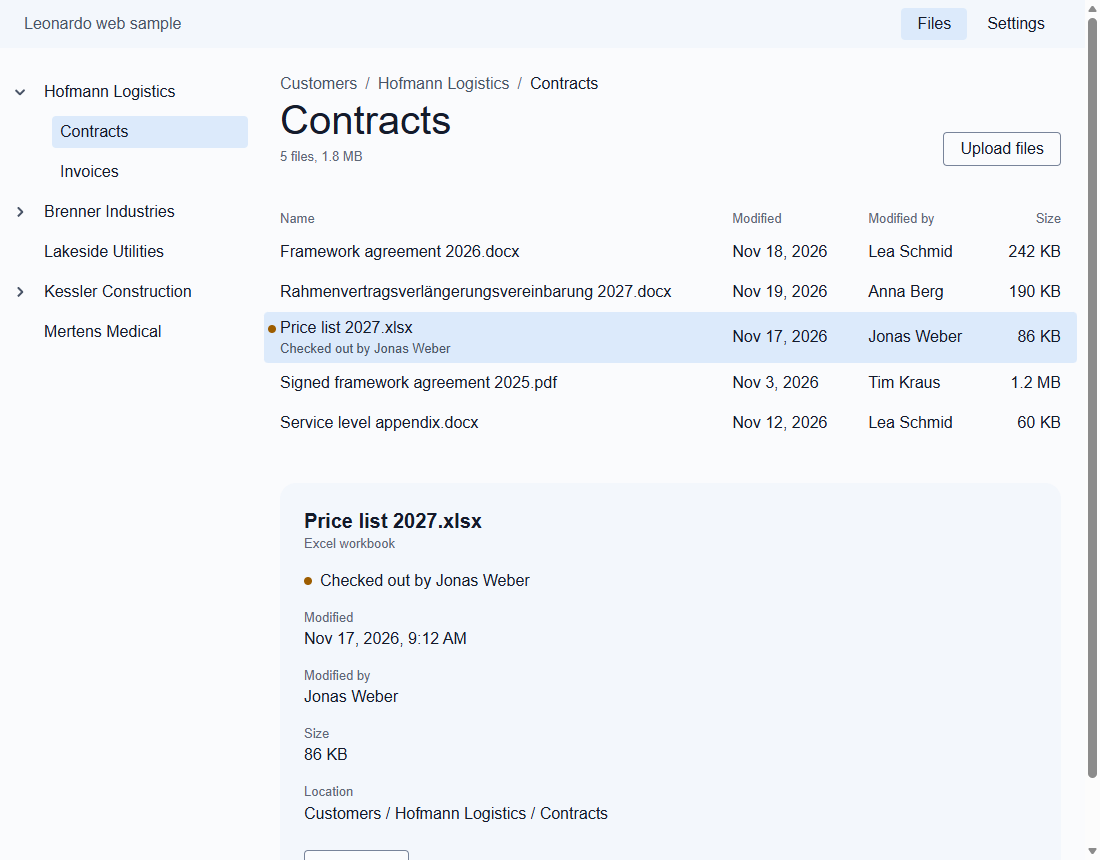 Leonardo web sample
Files
Settings
Hofmann Logistics
Contracts
Invoices
Brenner Industries
Lakeside Utilities
Kessler Construction
Mertens Medical
Customers / Hofmann Logistics / Contracts
Contracts
5 files, 1.8 MB
Upload files
Name Modified Modified by Size
Framework agreement 2026.docx Nov 18, 2026 Lea Schmid 242 KB
Rahmenvertragsverlängerungsvereinbarung 2027.docx Nov 19, 2026 Anna Berg 190 KB
Price list 2027.xlsx Nov 17, 2026 Jonas Weber 86 KB
Checked out by Jonas Weber
Signed framework agreement 2025.pdf Nov 3, 2026 Tim Kraus 1.2 MB
Service level appendix.docx Nov 12, 2026 Lea Schmid 60 KB
Price list 2027.xlsx
Excel workbook
Checked out by Jonas Weber
Modified
Nov 17, 2026, 9:12 AM
Modified by
Jonas Weber
Size
86 KB
Location
Customers / Hofmann Logistics / Contracts